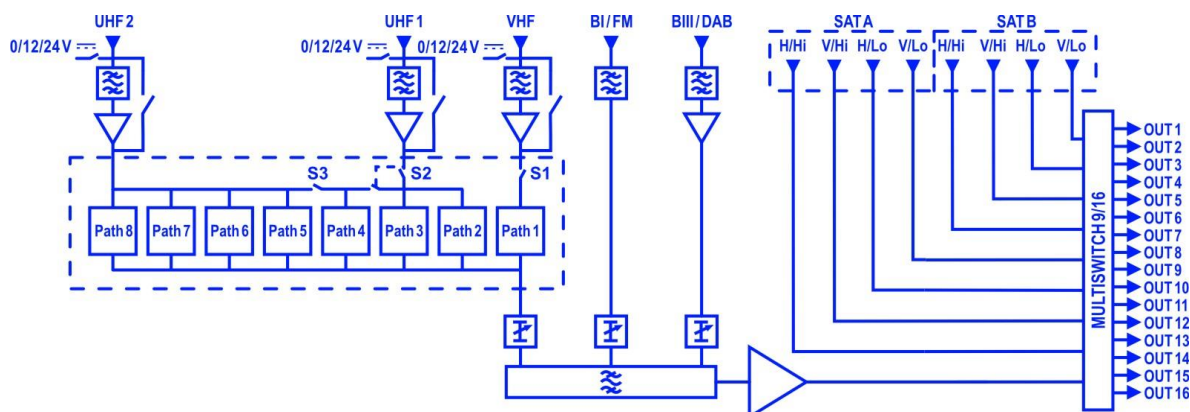 UHF 2 UHF 1 VHF BI / FM BIII / DAB SAT A SAT B
0/12/24 V 0/12/24 V 0/12/24 V H/Hi V/Hi H/Lo V/Lo H/Hi V/Hi H/Lo V/Lo
S3 S2 S1
Path 8 Path 7 Path 6 Path 5 Path 4 Path 3 Path 2 Path 1
MULTISWITCH 9/16
OUT 1
OUT 2
OUT 3
OUT 4
OUT 5
OUT 6
OUT 7
OUT 8
OUT 9
OUT 10
OUT 11
OUT 12
OUT 13
OUT 14
OUT 15
OUT 16